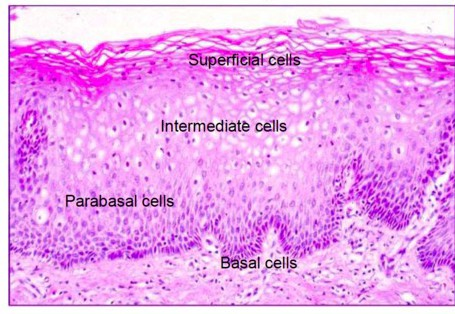 Superficial cells
Intermediate cells
Parabasal cells
Basal cells